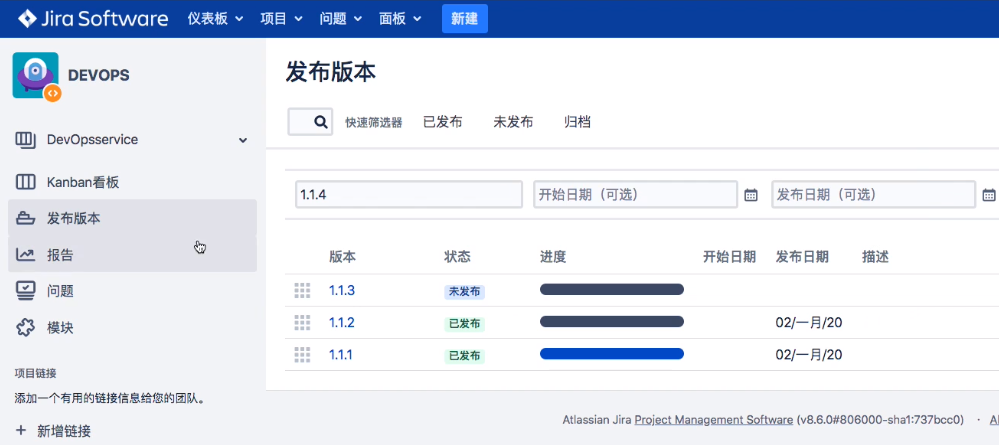 Jira Software 仪表板 项目 问题 面板 新建
DEVOPS
DevOpsservice
Kanban看板
发布版本
报告
问题
模块
项目链接
添加一个有用的链接信息给您的团队。
+ 新增链接
发布版本
快速筛选器 已发布 未发布 归档
1.1.4 开始日期（可选） 发布日期（可选）
版本 状态 进度 开始日期 发布日期 描述
1.1.3 未发布
1.1.2 已发布 02/一月/20
1.1.1 已发布 02/一月/20
Atlassian Jira Project Management Software (v8.6.0#806000-sha1:737bcc0) ·